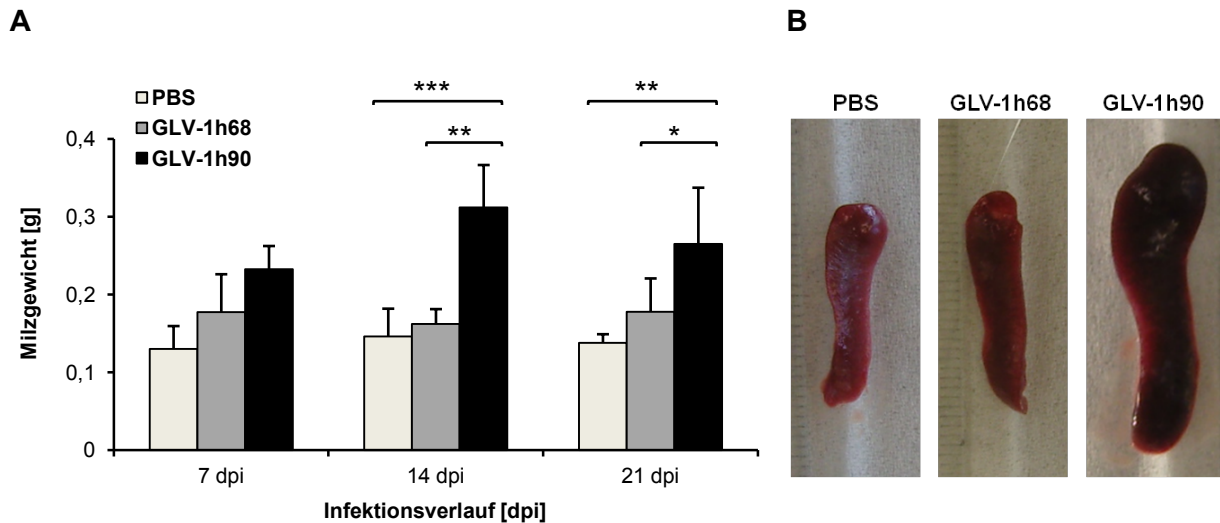 A
B
PBS
GLV-1h68
GLV-1h90
***
**
**
*
Milzgewicht [g]
0,4
0,3
0,2
0,1
0
7 dpi
14 dpi
21 dpi
Infektionsverlauf [dpi]
PBS
GLV-1h68
GLV-1h90